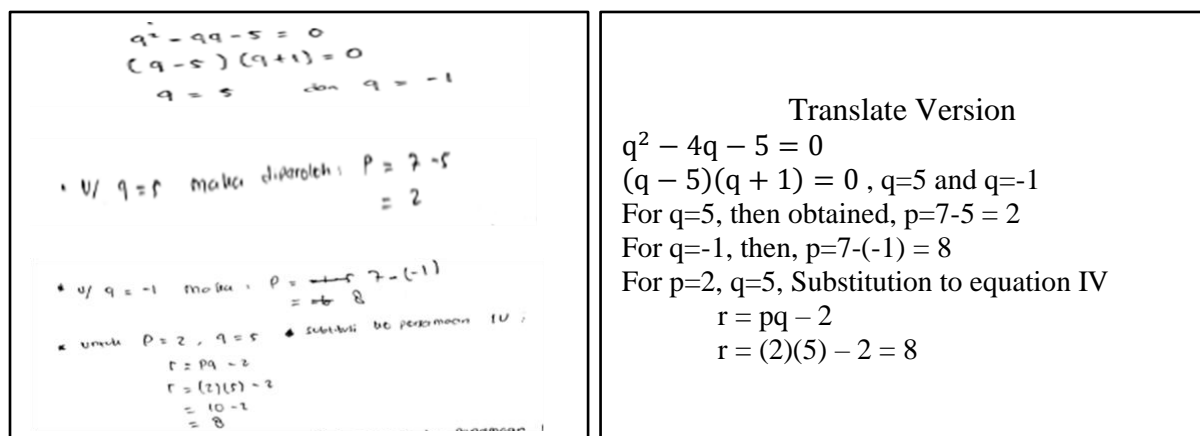 q² - 4q - 5 = 0
(q - 5) (q + 1) = 0
q = 5 dan q = -1
• U/ q = 5 maka diperoleh : P = 7 - 5
= 2
• U/ q = -1 maka : P = 7 - (-1)
= 8
• untuk P = 2 , q = 5 • substitusi ke persamaan IV :
r = Pq - 2
r = (2)(5) - 2
= 10 - 2
= 8
Translate Version
q² − 4q − 5 = 0
(q − 5)(q + 1) = 0 , q=5 and q=-1
For q=5, then obtained, p=7-5 = 2
For q=-1, then, p=7-(-1) = 8
For p=2, q=5, Substitution to equation IV
r = pq – 2
r = (2)(5) – 2 = 8